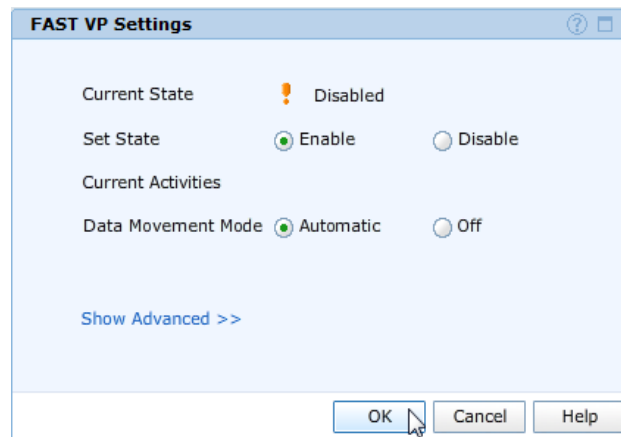 FAST VP Settings
Current State Disabled
Set State Enable Disable
Current Activities
Data Movement Mode Automatic Off
Show Advanced >>
OK Cancel Help